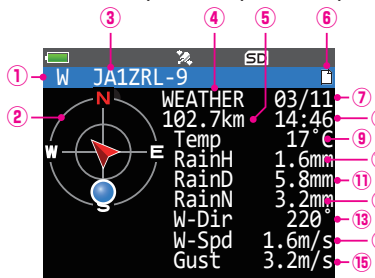 ③ ④ ⑤ ⑥
SD
① W JA1ZRL-9
② N WEATHER 03/11 ⑦
102.7km 14:46
Temp 17°C ⑨
W E RainH 1.6mm
RainD 5.8mm ⑪
S RainN 3.2mm
W-Dir 220° ⑬
W-Spd 1.6m/s
Gust 3.2m/s ⑮